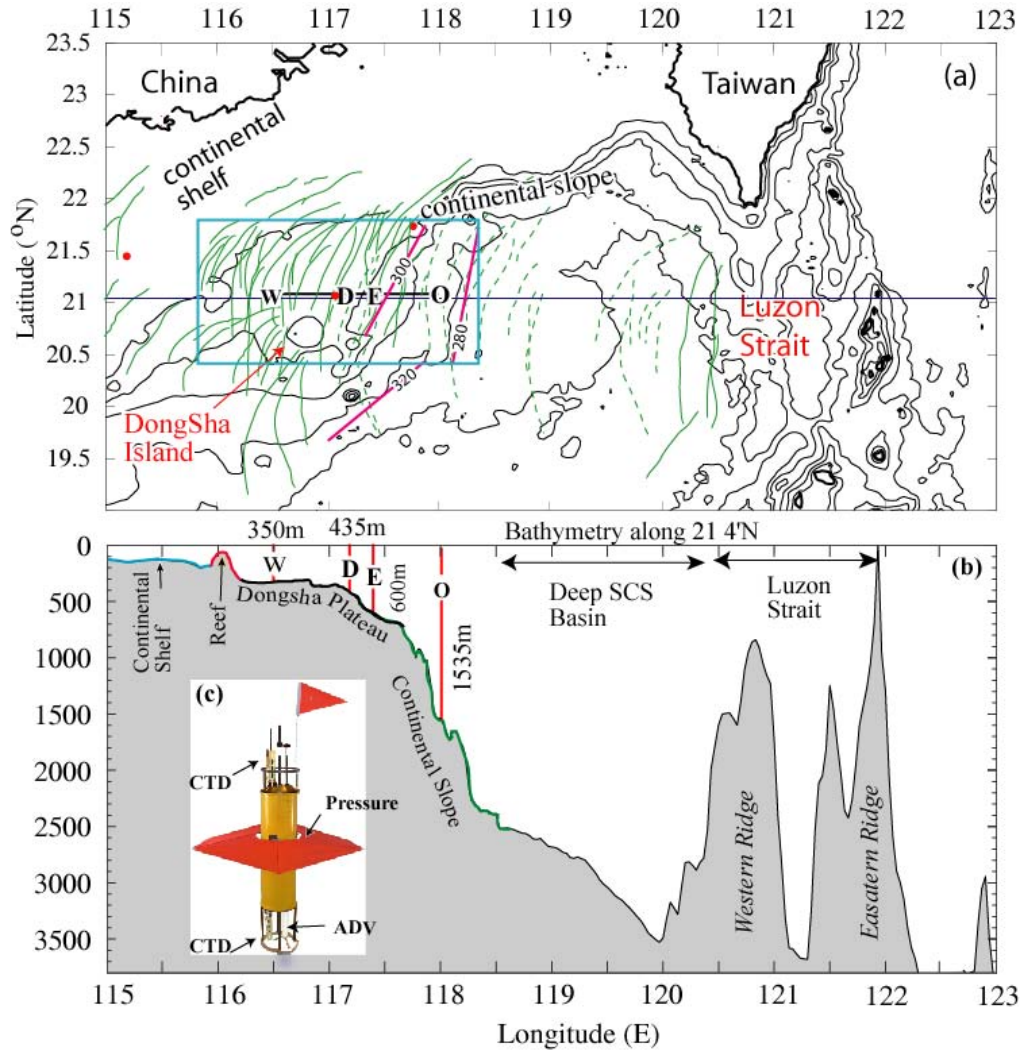 115 116 117 118 119 120 121 122 123
23.5
23
22.5
22
21.5
21
20.5
20
19.5
Latitude (°N)
China
Taiwan
(a)
continental
shelf
continental slope
300
280
320
W D E O
Luzon
Strait
DongSha
Island
350m 435m
Bathymetry along 21 4'N
0
500
1000
1500
2000
2500
3000
3500
W
D
E
O
600m
1535m
(b)
Deep SCS
Basin
Luzon
Strait
Continental
Shelf
Reef
Dongsha Plateau
Continental Slope
Western Ridge
Easatern Ridge
(c)
CTD
Pressure
ADV
CTD
115 116 117 118 119 120 121 122 123
Longitude (E)